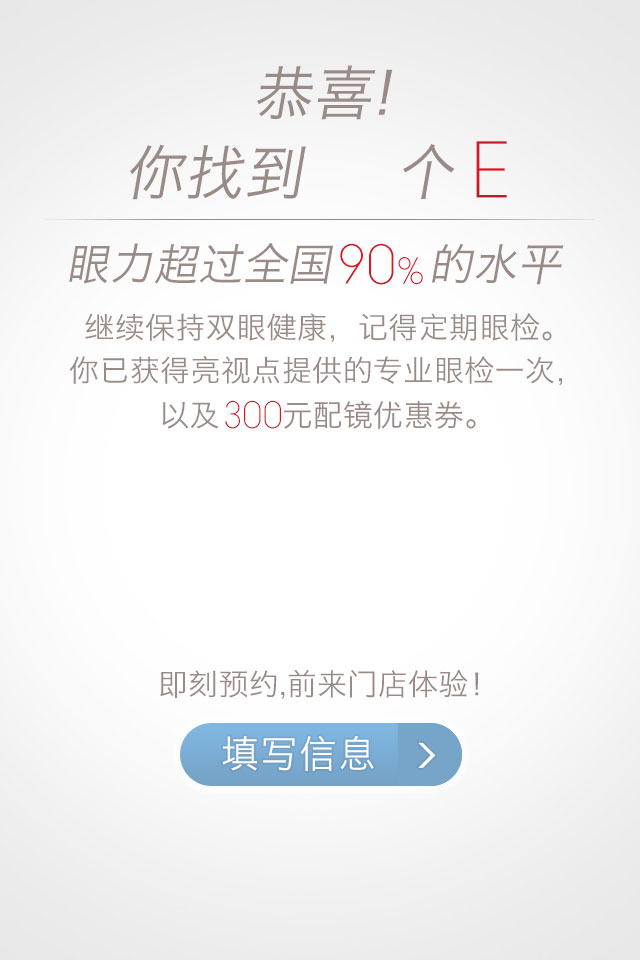 恭喜!
你找到 个E
眼力超过全国90%的水平
继续保持双眼健康，记得定期眼检。
你已获得亮视点提供的专业眼检一次,
以及300元配镜优惠券。
即刻预约,前来门店体验!
填写信息 >